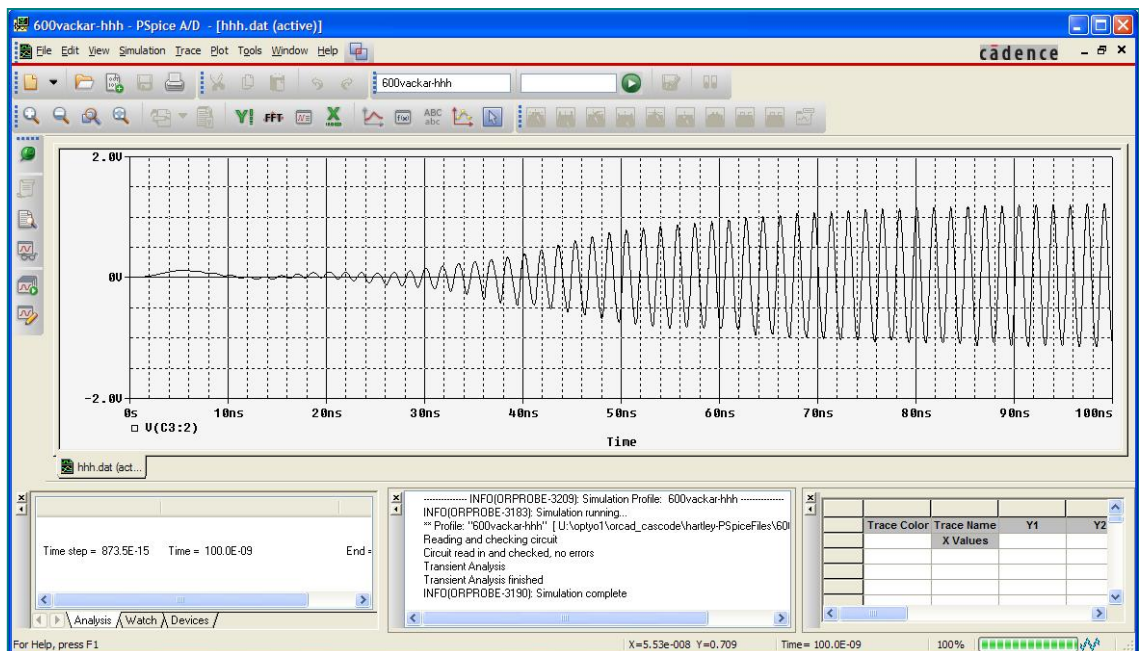 600vackar-hhh - PSpice A/D - [hhh.dat (active)]
File Edit View Simulation Trace Plot Tools Window Help
cādence
600vackar-hhh
FFT
ABC
abc
2.0V
0V
-2.0V
0s 10ns 20ns 30ns 40ns 50ns 60ns 70ns 80ns 90ns 100ns
V(C3:2)
Time
hhh.dat (act...
Time step = 873.5E-15 Time = 100.0E-09 End =
Analysis Watch Devices
-------------- INFO(ORPROBE-3209): Simulation Profile: 600vackar-hhh --------------
INFO(ORPROBE-3183): Simulation running...
** Profile: "600vackar-hhh" [ U:\optyo1\orcad_cascode\hartley-PSpiceFiles\60
Reading and checking circuit
Circuit read in and checked, no errors
Transient Analysis
Transient Analysis finished
INFO(ORPROBE-3190): Simulation complete
Trace Color Trace Name Y1 Y2
X Values
For Help, press F1
X=5.53e-008 Y=0.709 Time= 100.0E-09 100%